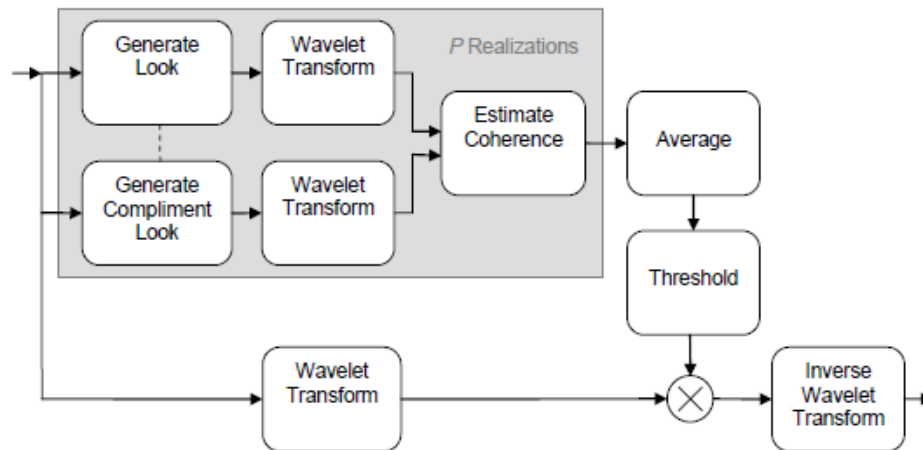 Generate
Look
Wavelet
Transform
P Realizations
Estimate
Coherence
Average
Generate
Compliment
Look
Wavelet
Transform
Threshold
Wavelet
Transform
Inverse
Wavelet
Transform